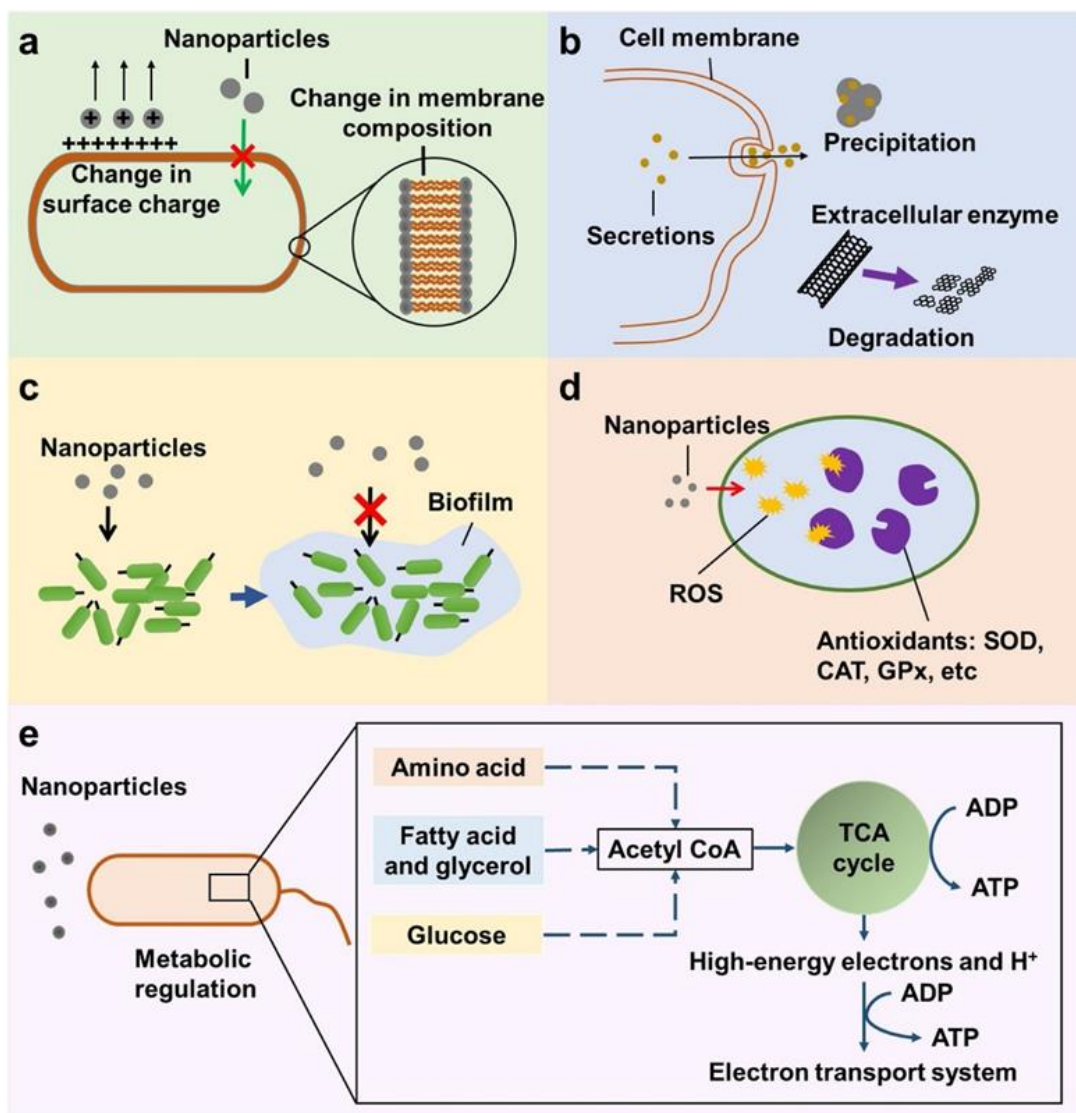 a
Nanoparticles
+ + +
++++++++
Change in
surface charge
Change in membrane
composition
b
Cell membrane
Precipitation
Secretions
Extracellular enzyme
Degradation
c
Nanoparticles
Biofilm
d
Nanoparticles
ROS
Antioxidants: SOD,
CAT, GPx, etc
e
Nanoparticles
Metabolic
regulation
Amino acid
Fatty acid
and glycerol
Glucose
Acetyl CoA
TCA
cycle
ADP
ATP
High-energy electrons and H⁺
ADP
ATP
Electron transport system